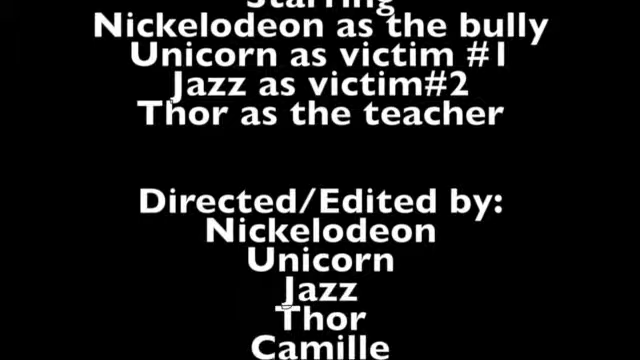 Starring
Nickelodeon as the bully
Unicorn as victim #1
Jazz as victim#2
Thor as the teacher
Directed/Edited by:
Nickelodeon
Unicorn
Jazz
Thor
Camille